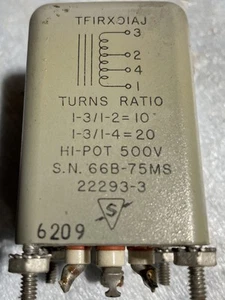 TF1RX01AJ
3
2
4
1
TURNS RATIO
1-3/1-2=10
1-3/1-4=20
HI-POT 500V
S.N. 66B-75MS
22293-3
S
6209